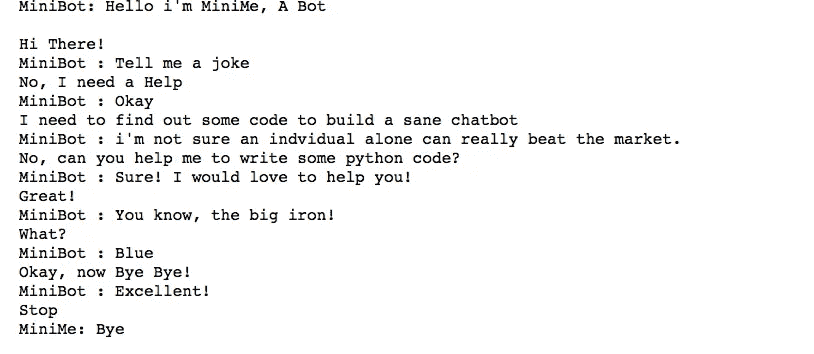 MiniBot: Hello i'm MiniMe, A Bot
Hi There!
MiniBot : Tell me a joke
No, I need a Help
MiniBot : Okay
I need to find out some code to build a sane chatbot
MiniBot : i'm not sure an indvidual alone can really beat the market.
No, can you help me to write some python code?
MiniBot : Sure! I would love to help you!
Great!
MiniBot : You know, the big iron!
What?
MiniBot : Blue
Okay, now Bye Bye!
MiniBot : Excellent!
Stop
MiniMe: Bye